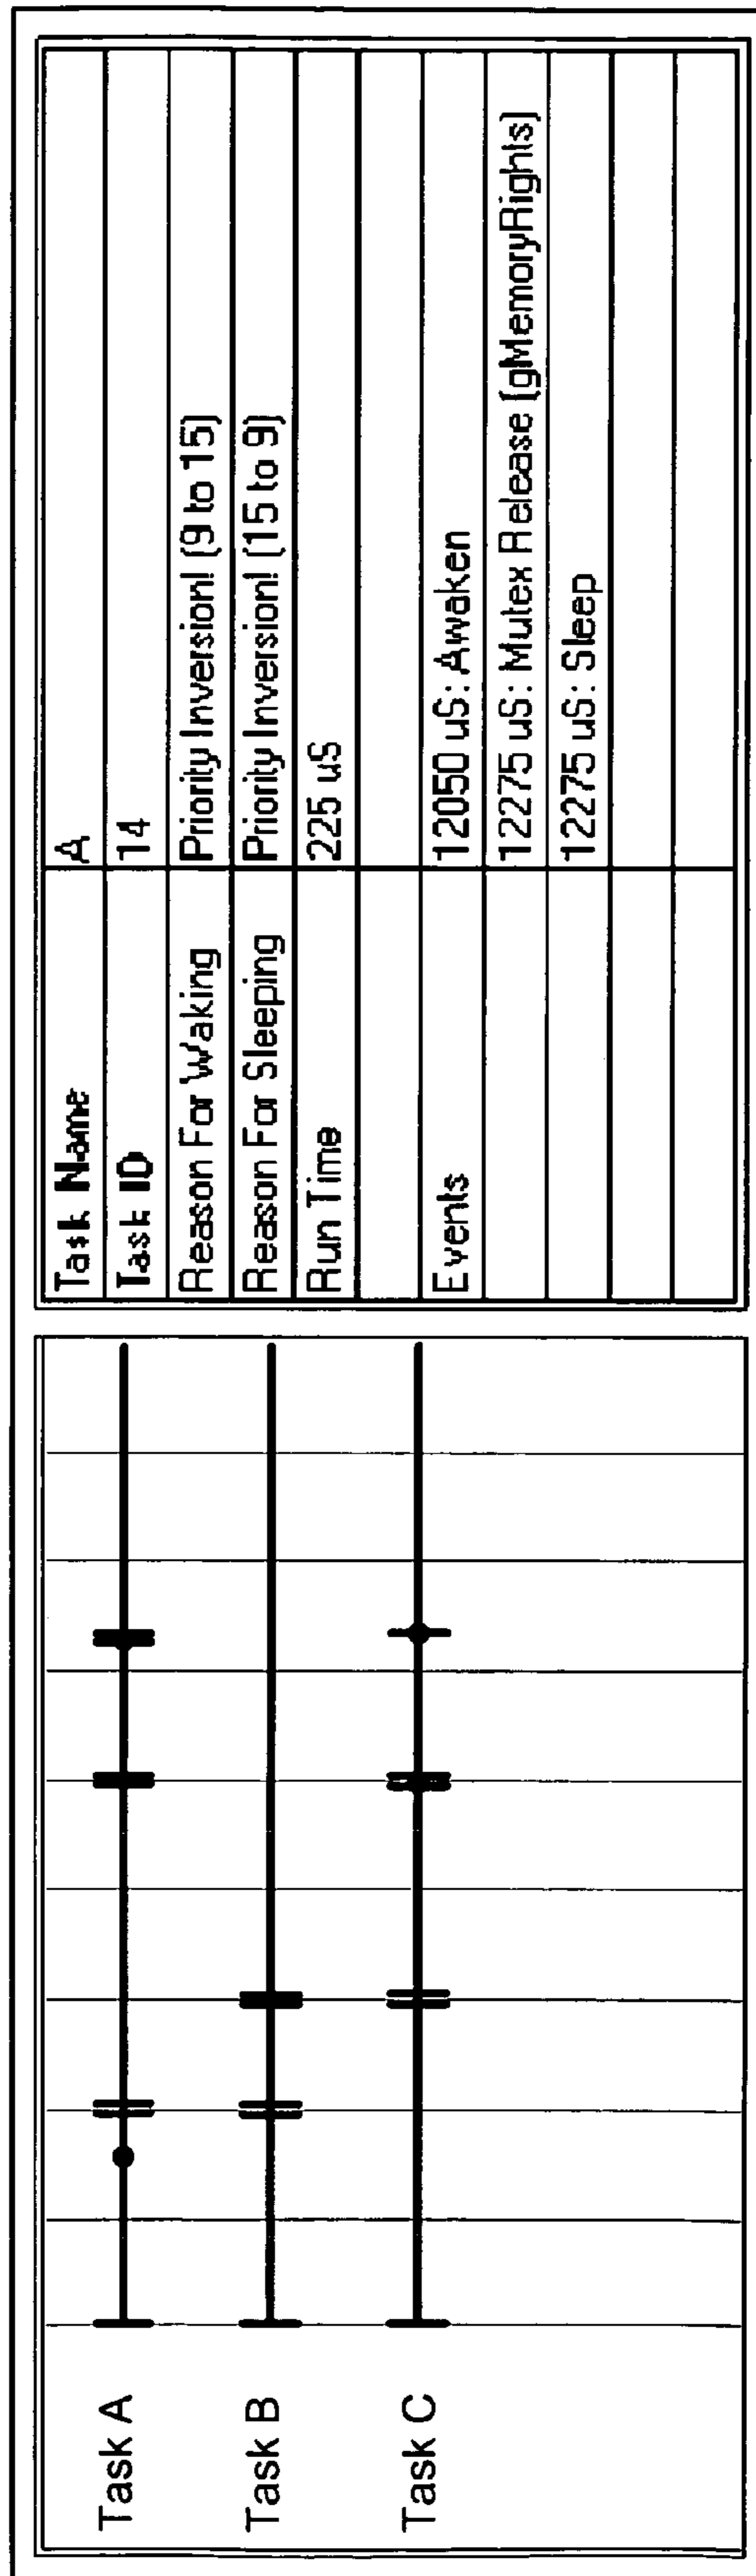 Task A
Task B
Task C
Task Name A
Task ID 14
Reason For Waking Priority Inversion! (9 to 15)
Reason For Sleeping Priority Inversion! (15 to 9)
Run Time 225 uS
Events 12050 uS: Awaken
12275 uS: Mutex Release (gMemoryRights)
12275 uS: Sleep